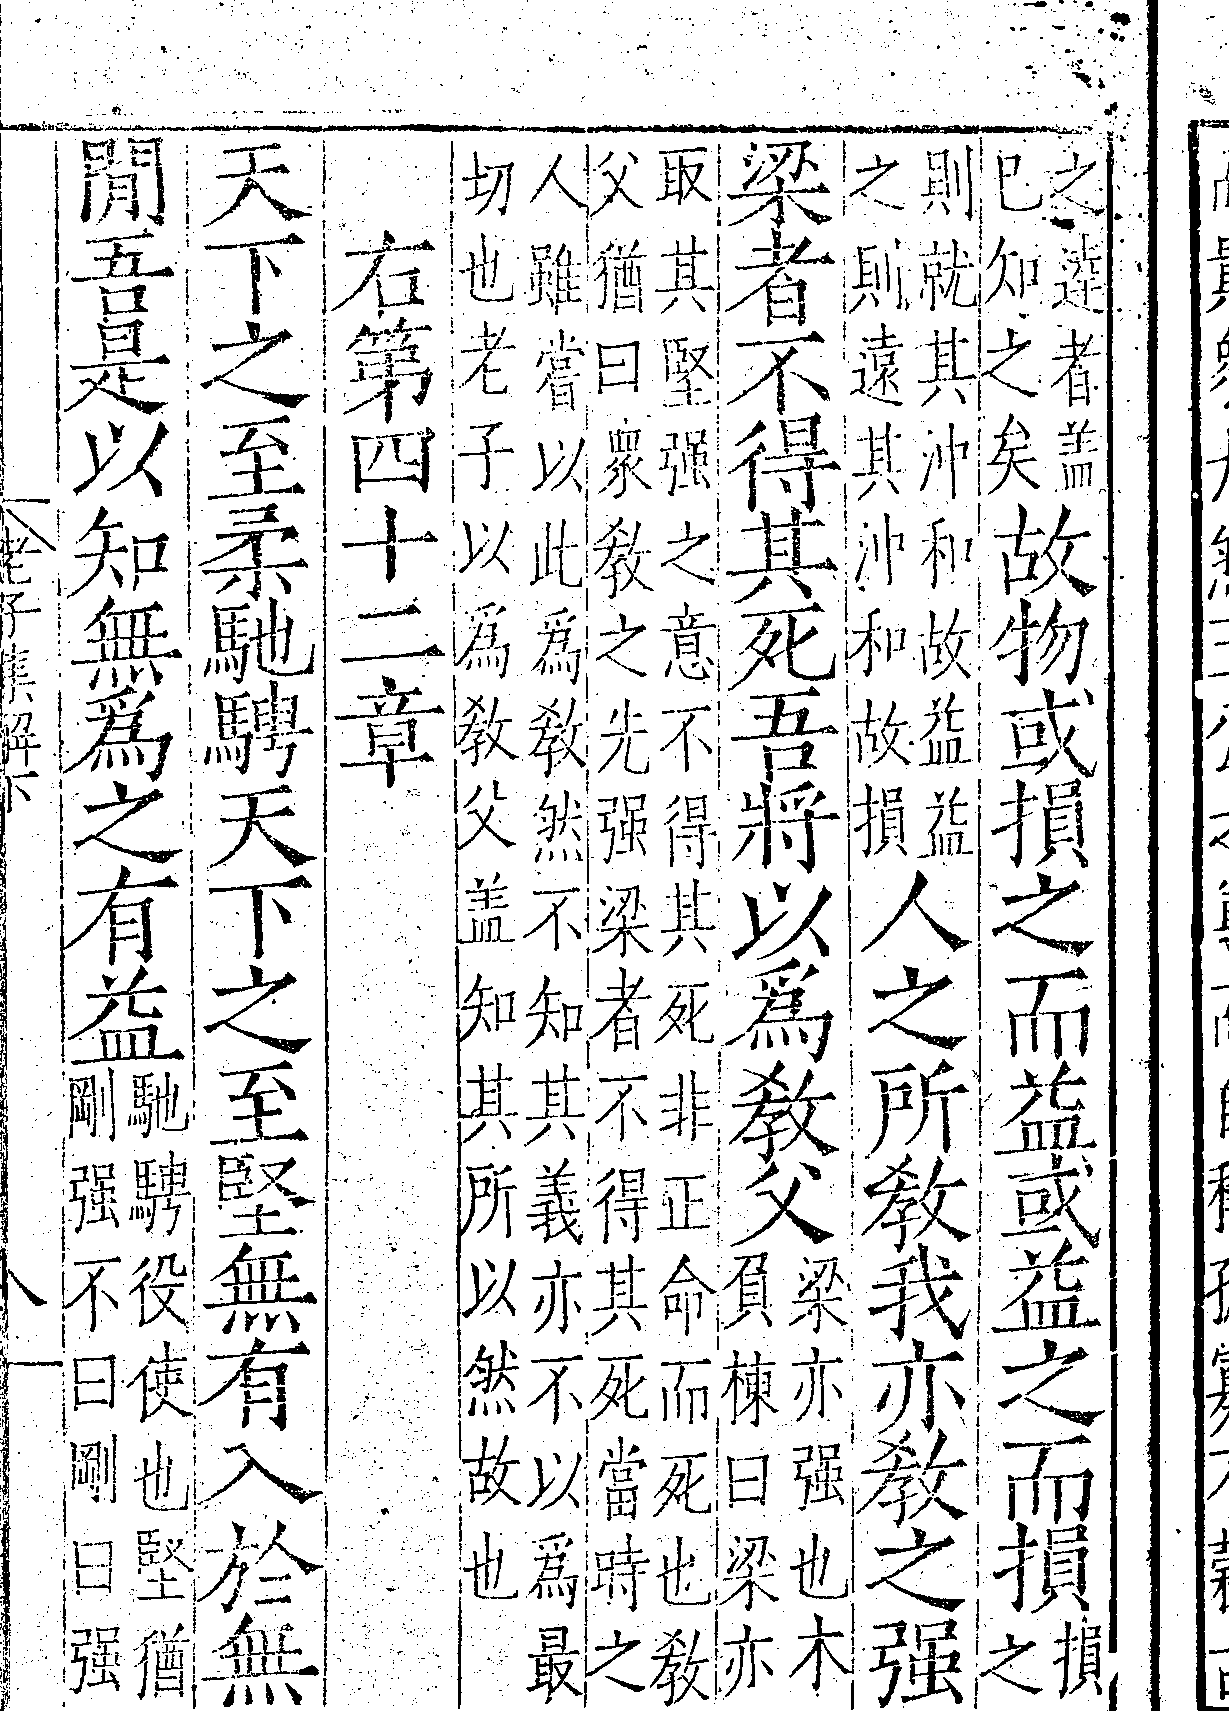 之達者盖已知之矣故物或損之而益或益之而損損之
則就其沖和故益益之則遠其沖和故損人之所教我亦教之强
梁者不得其死吾將以爲教父梁亦强也木負棟曰梁亦
取其堅强之意不得其死非正命而死也教
父猶曰衆教之先强梁者不得其死當時之
人雖嘗以此爲教然不知其義亦不以爲最
切也老子以爲教父盖知其所以然故也
右第四十二章
天下之至柔馳騁天下之至堅無有入於無
閒吾是以知無爲之有益馳騁役使也堅猶剛强不曰剛曰强
老子集解下